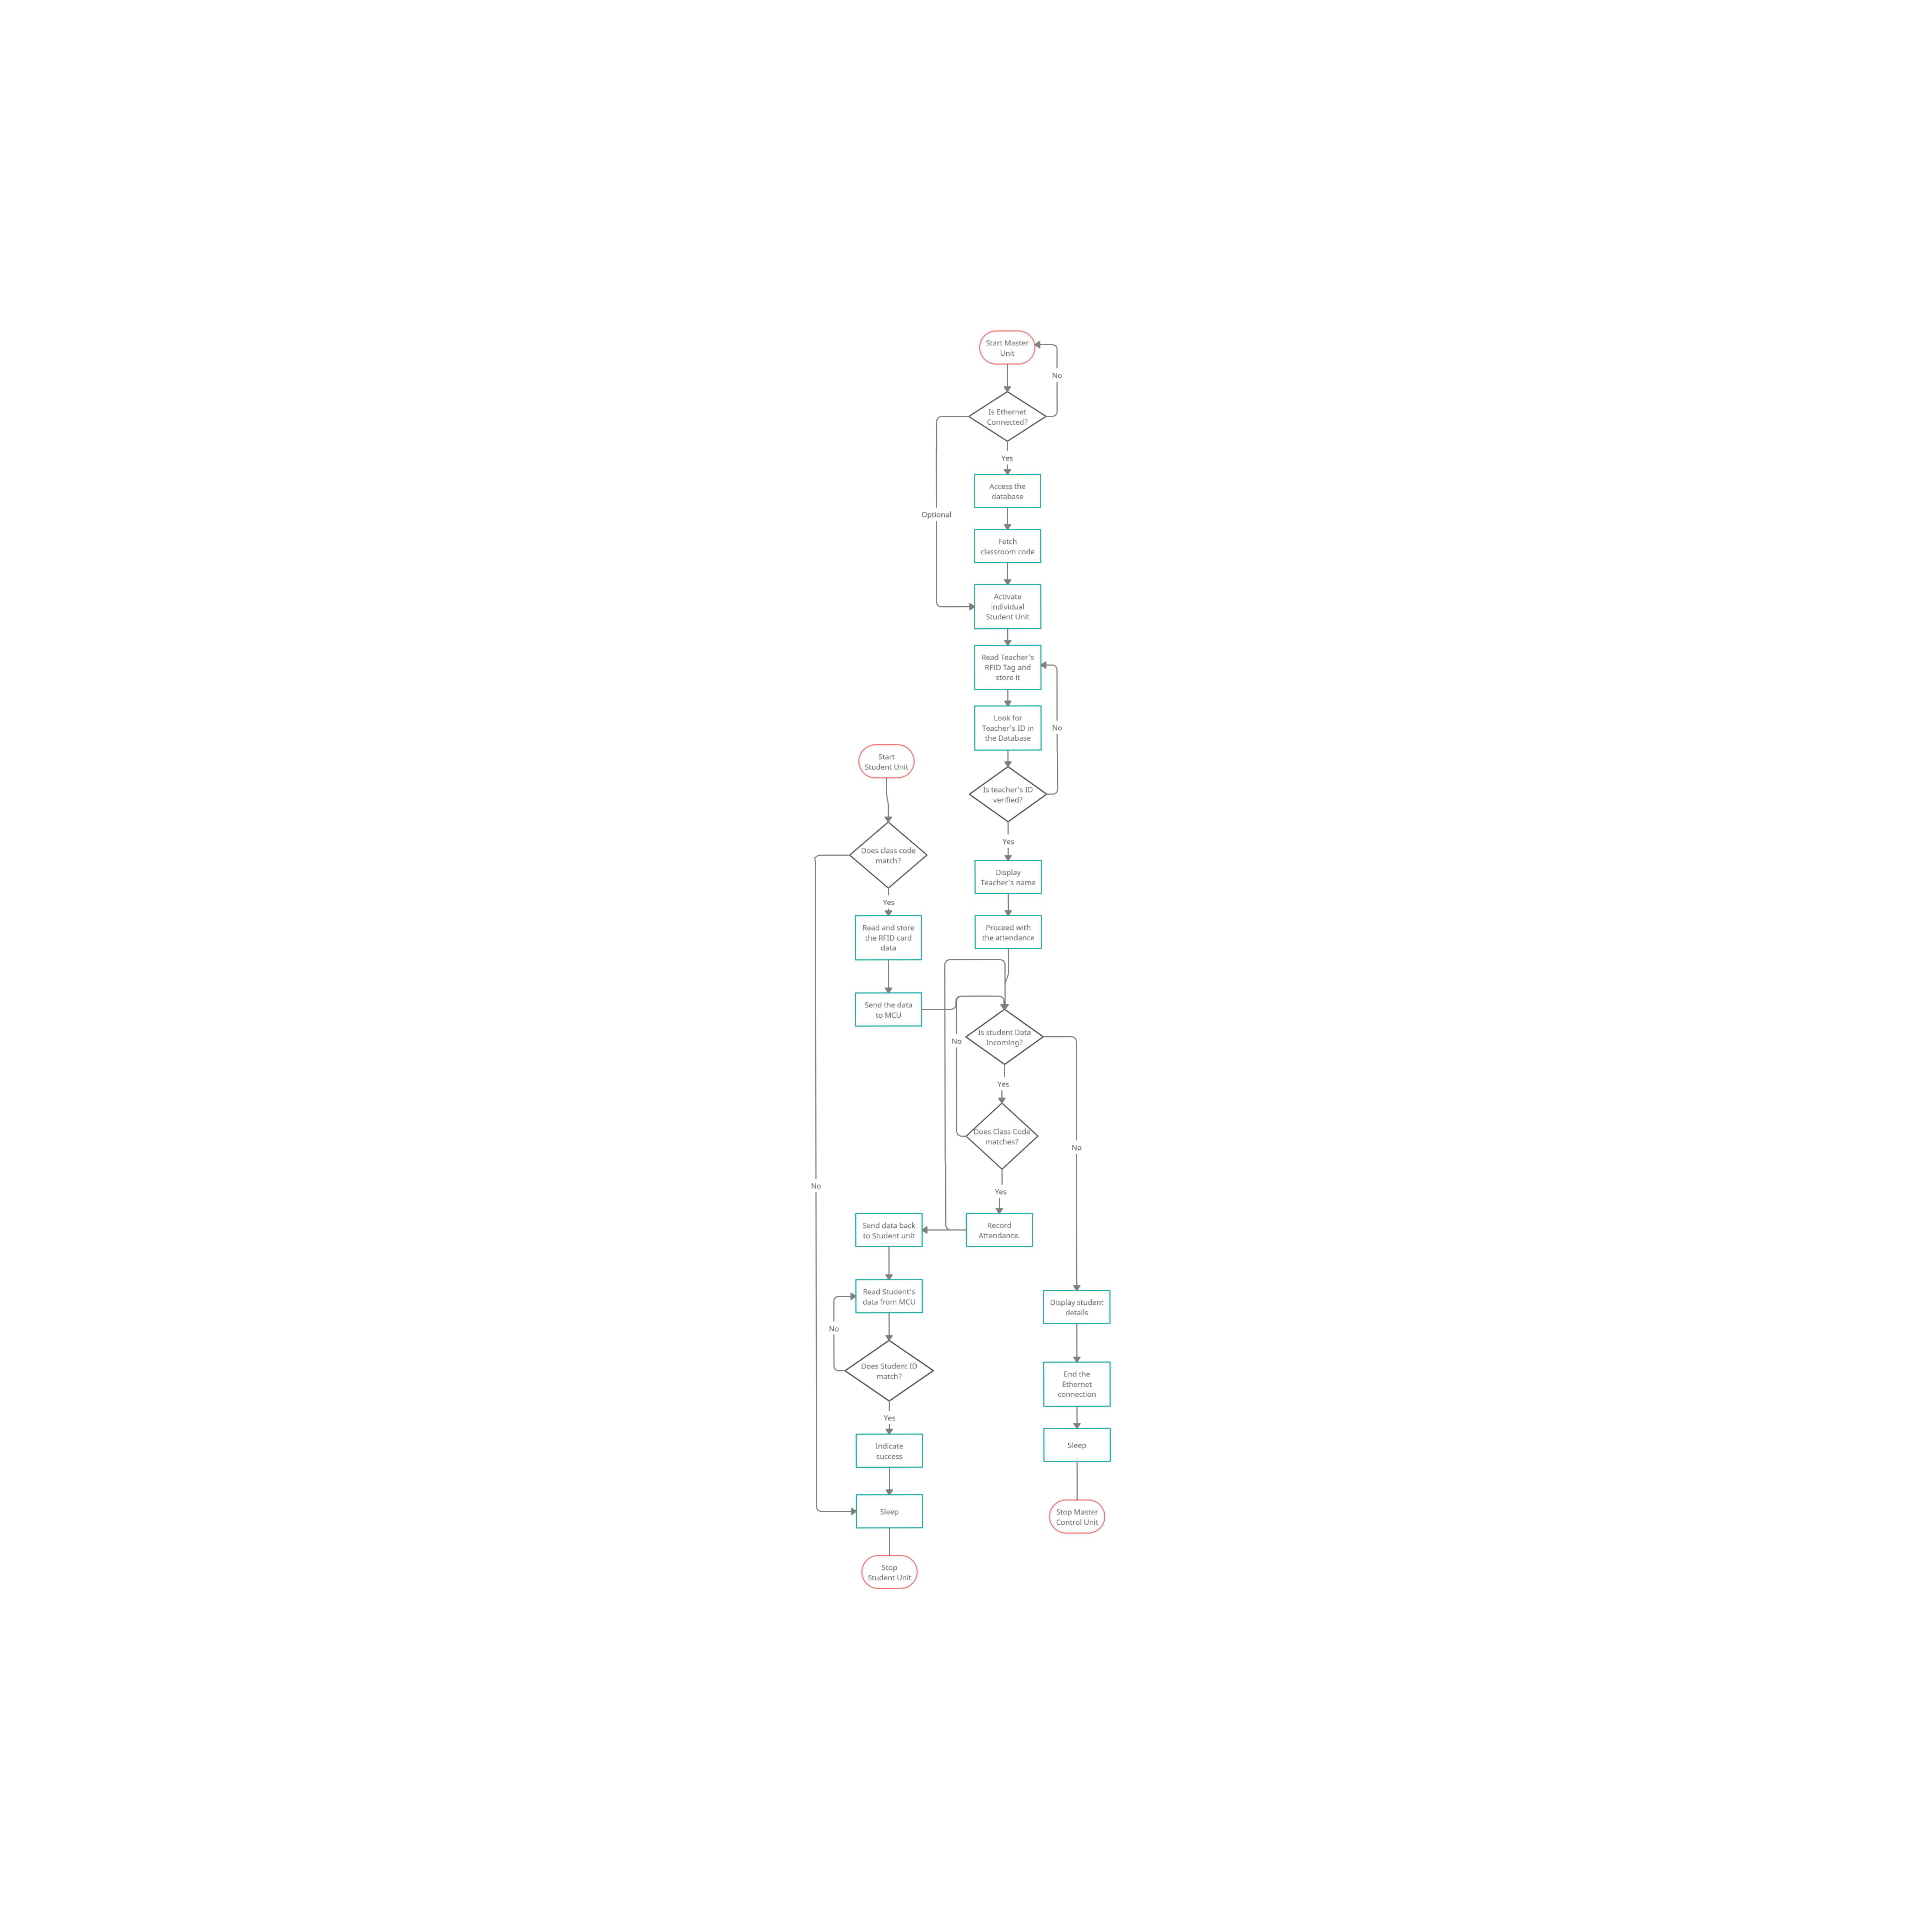 Start Master
Unit
No
Is Ethernet
Connected?
Yes
Access the
database
Optional
Fetch
classroom code
Activate
individual
Student Unit
Read Teacher's
RFID Tag and
store it
Look for
Teacher's ID in
the Database
No
Is teacher's ID
verified?
Yes
Display
Teacher's name
Proceed with
the attendance
Start
Student Unit
Does class code
match?
Yes
Read and store
the RFID card
data
Send the data
to MCU
Is student Data
Incoming?
No
Yes
Does Class Code
matches?
No
Yes
No
Record
Attendance.
Send data back
to Student unit
Read Student's
data from MCU
No
Does Student ID
match?
Yes
Indicate
success
Sleep
Stop
Student Unit
Display student
details
End the
Ethernet
connection
Sleep
Stop Master
Control Unit